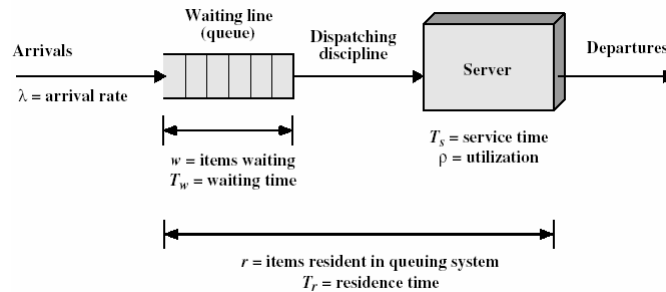 Waiting line
(queue)
Arrivals
Dispatching
discipline
Departures
Server
λ = arrival rate
w = items waiting
T_w = waiting time
T_s = service time
ρ = utilization
r = items resident in queuing system
T_r = residence time